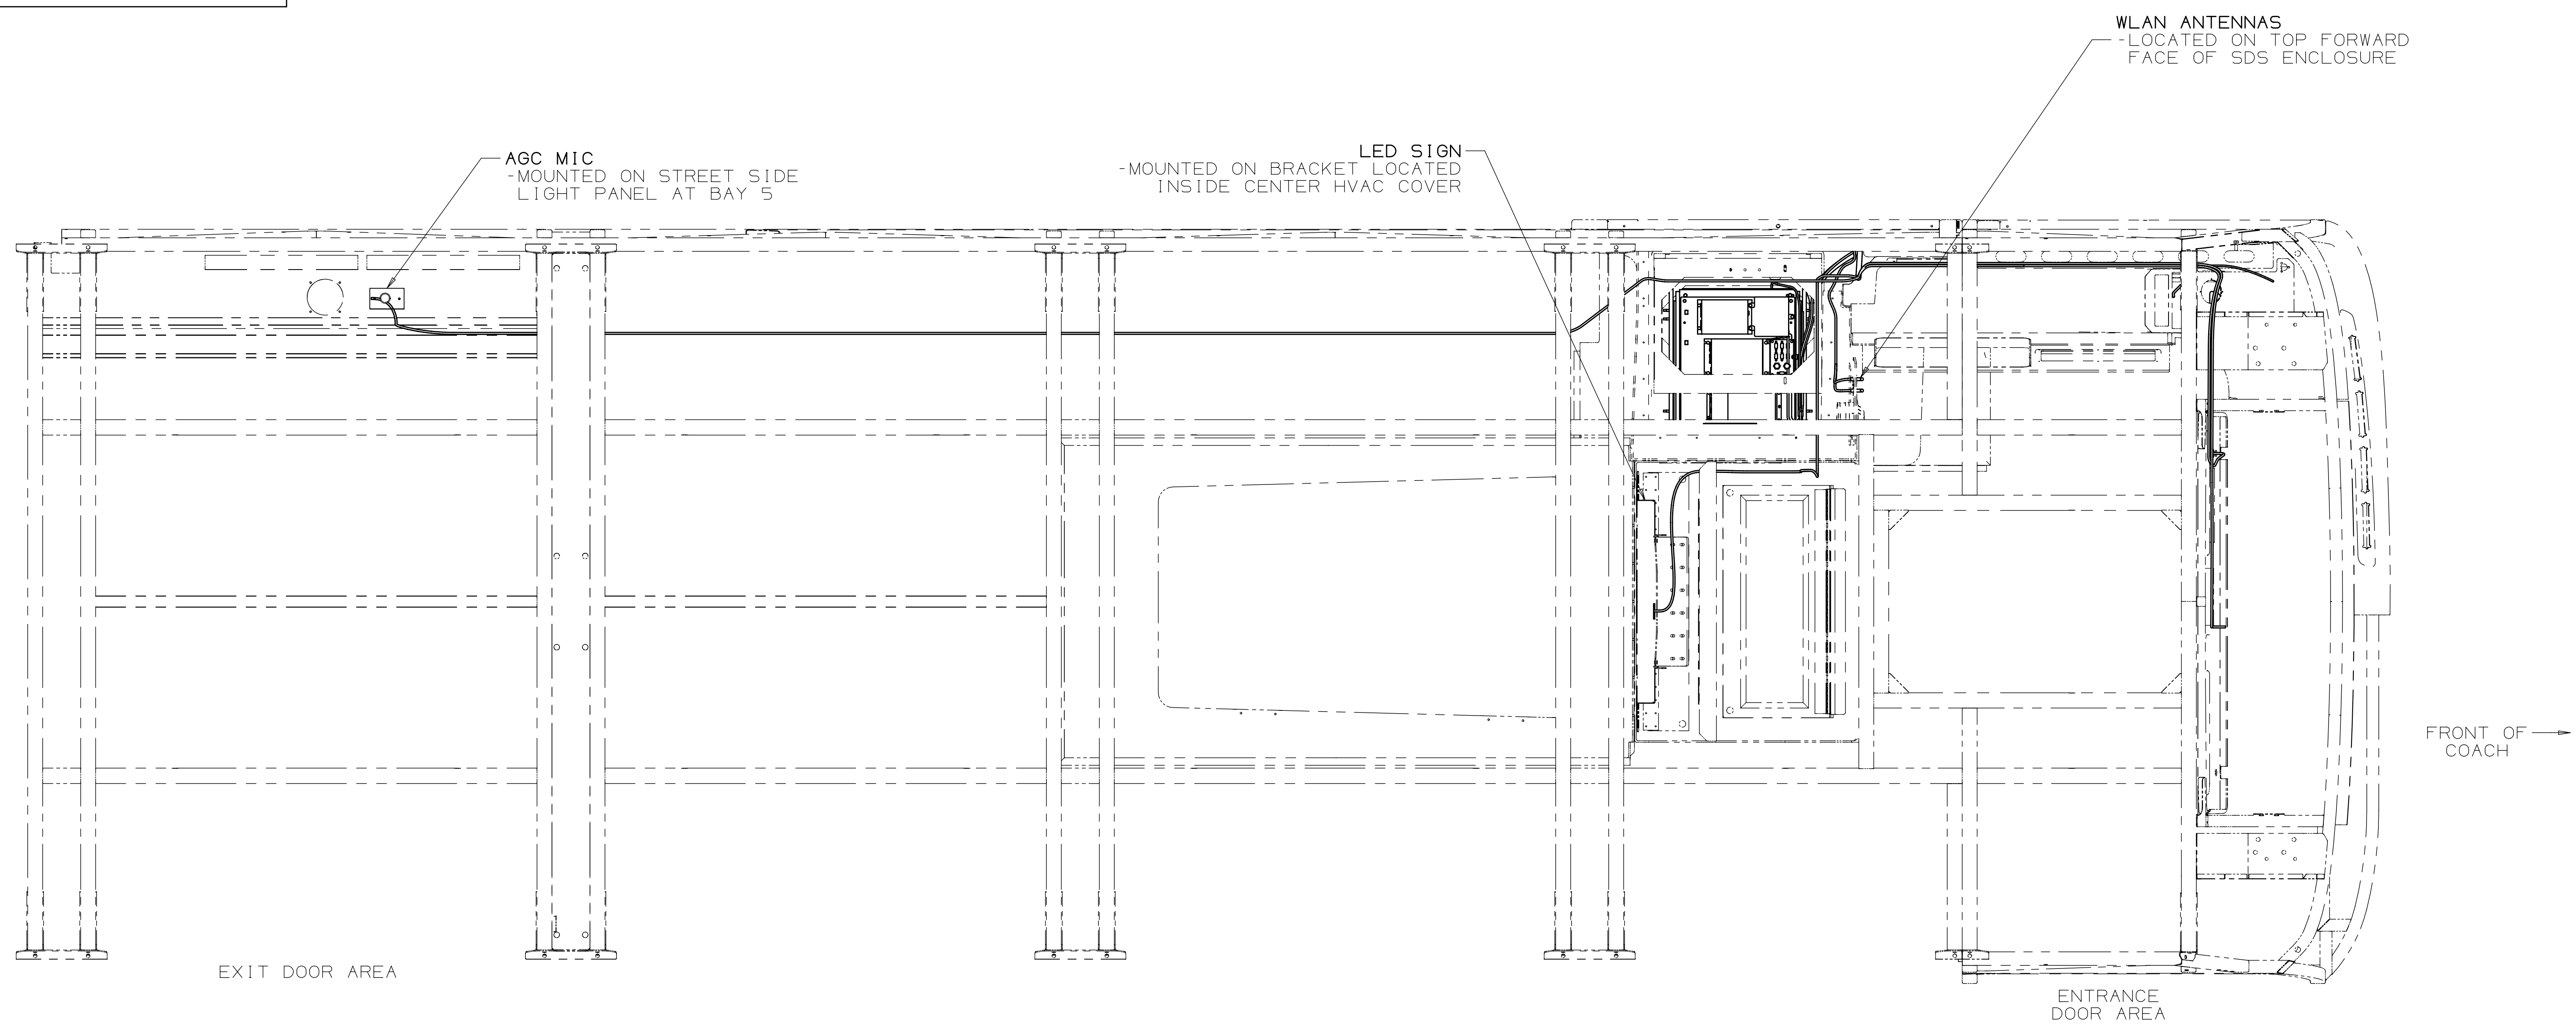 WLAN ANTENNAS
-LOCATED ON TOP FORWARD
FACE OF SDS ENCLOSURE
AGC MIC
-MOUNTED ON STREET SIDE
LIGHT PANEL AT BAY 5
LED SIGN
-MOUNTED ON BRACKET LOCATED
INSIDE CENTER HVAC COVER
FRONT OF
COACH
EXIT DOOR AREA
ENTRANCE
DOOR AREA